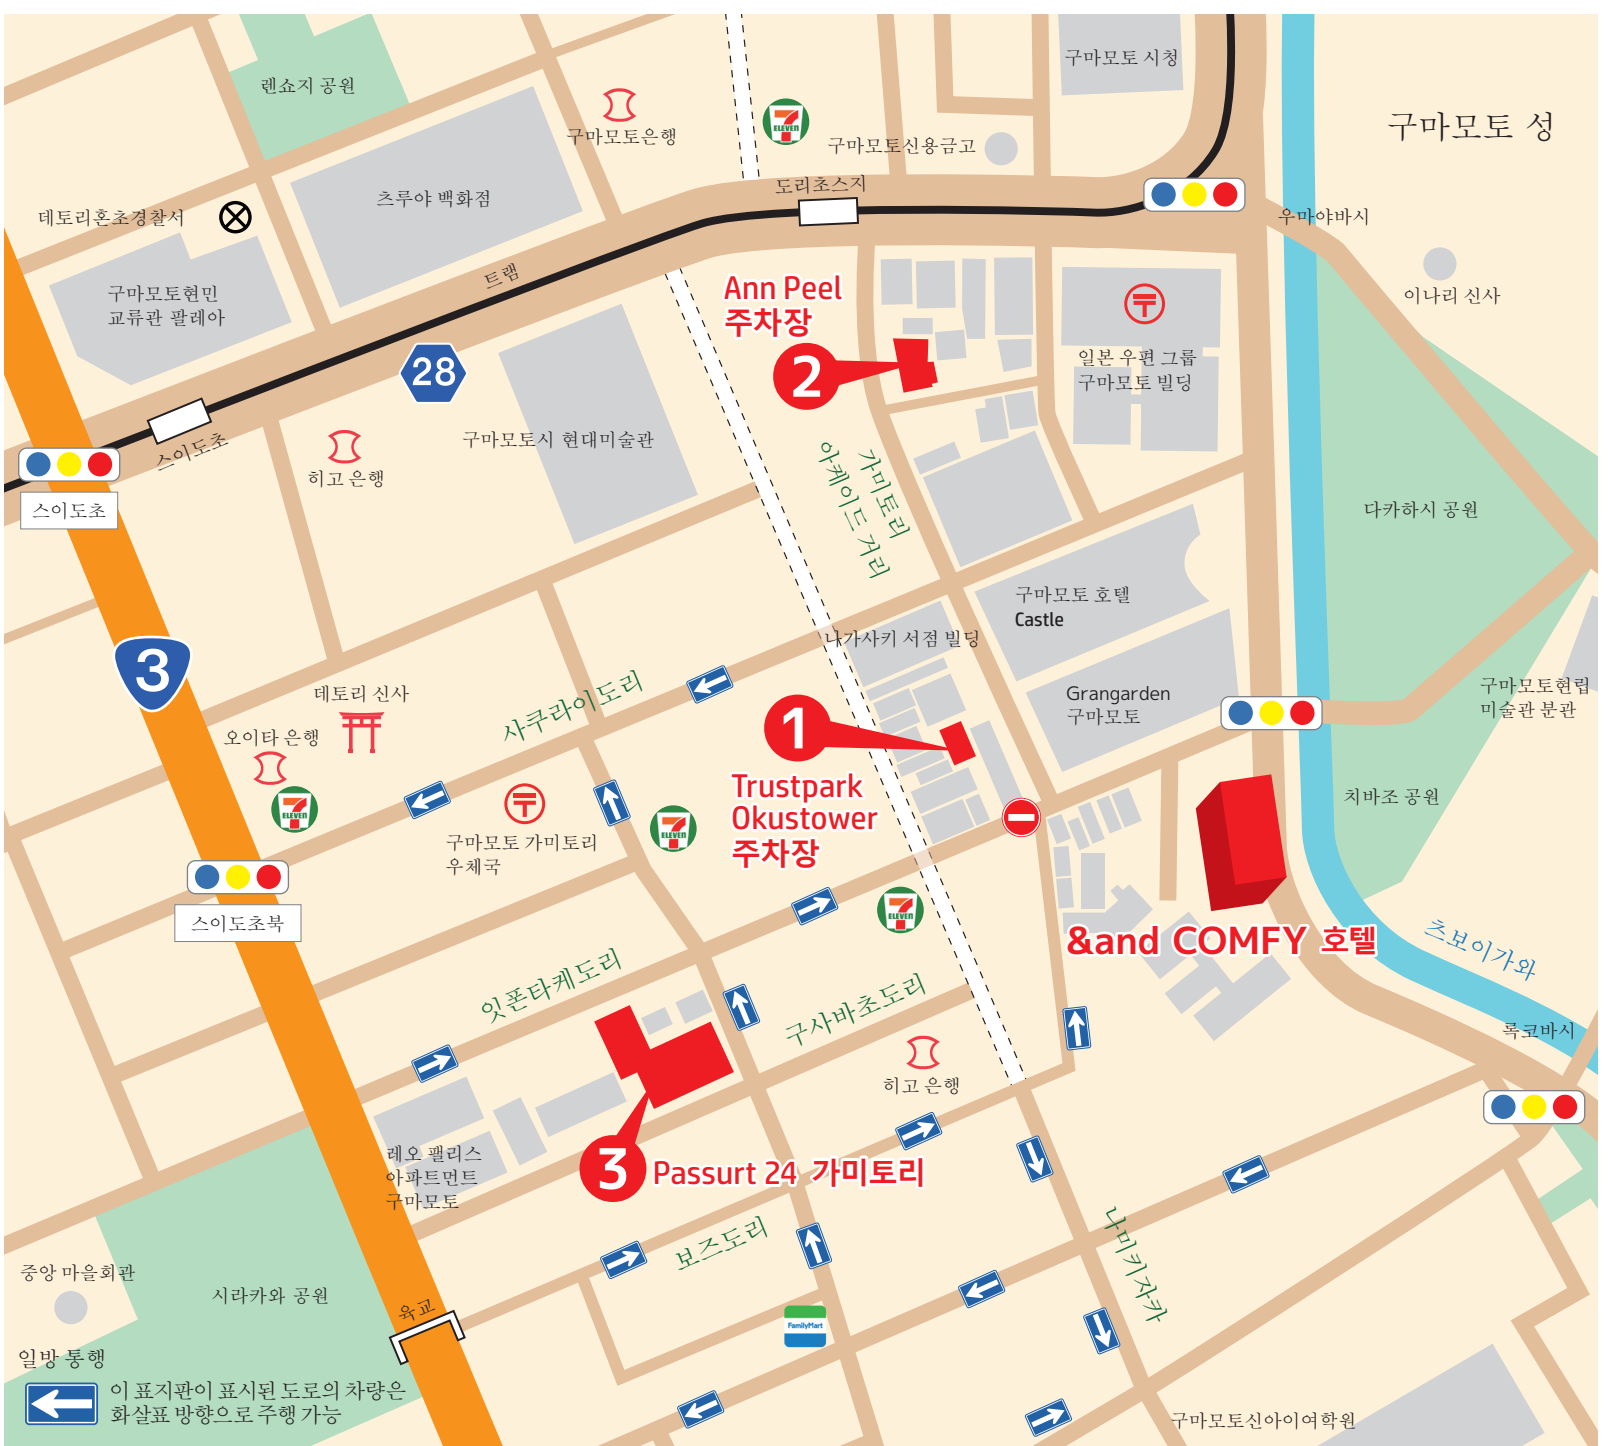 구마모토 시청
렌쇼지 공원
구마모토 성
구마모토은행
7
ELEVEN
구마모토신용금고
츠루야 백화점
도리초스지
데토리혼초경찰서
우마야바시
트램
구마모토현민
교류관 팔레아
Ann Peel
주차장
2
이나리 신사
일본 우편 그룹
구마모토 빌딩
28
스이도초
구마모토시 현대미술관
히고 은행
스이도초
가미토리
아케이드 거리
다카하시 공원
구마모토 호텔
Castle
나가사키 서점 빌딩
3
데토리 신사
사쿠라이도리
Grangarden
구마모토
구마모토현립
미술관 분관
오이타 은행
1
Trustpark
Okustower
주차장
7
ELEVEN
구마모토 가미토리
우체국
7
ELEVEN
치바조 공원
스이도초북
7
ELEVEN
&and COMFY 호텔
츠보이가와
잇폰타케도리
구사바초도리
록코바시
히고 은행
레오 팰리스
아파트먼트
구마모토
3
Passurt 24 가미토리
보즈도리
나미키자카
중앙 마을회관
시라카와 공원
육교
FamilyMart
일방 통행
이 표지판이 표시된 도로의 차량은
화살표 방향으로 주행 가능
구마모토신아이여학원